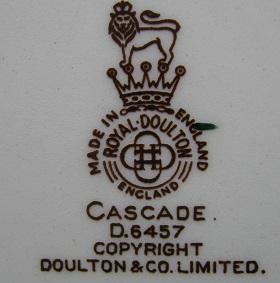 MADE IN ENGLAND
ROYAL·DOULTON
ENGLAND
CASCADE.
D.6457
COPYRIGHT
DOULTON & CO. LIMITED.